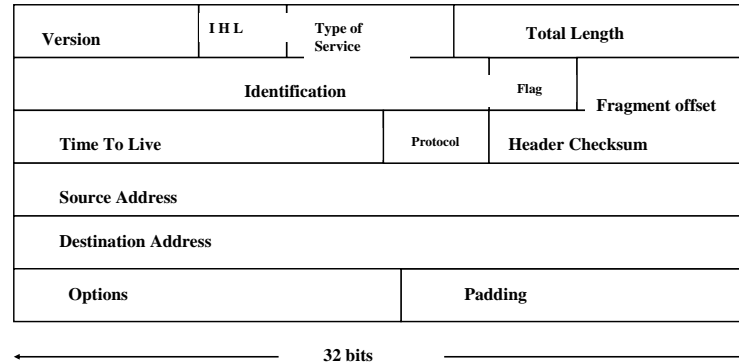 Version
I H L
Type of
Service
Total Length
Identification
Flag
Fragment offset
Time To Live
Protocol
Header Checksum
Source Address
Destination Address
Options
Padding
32 bits